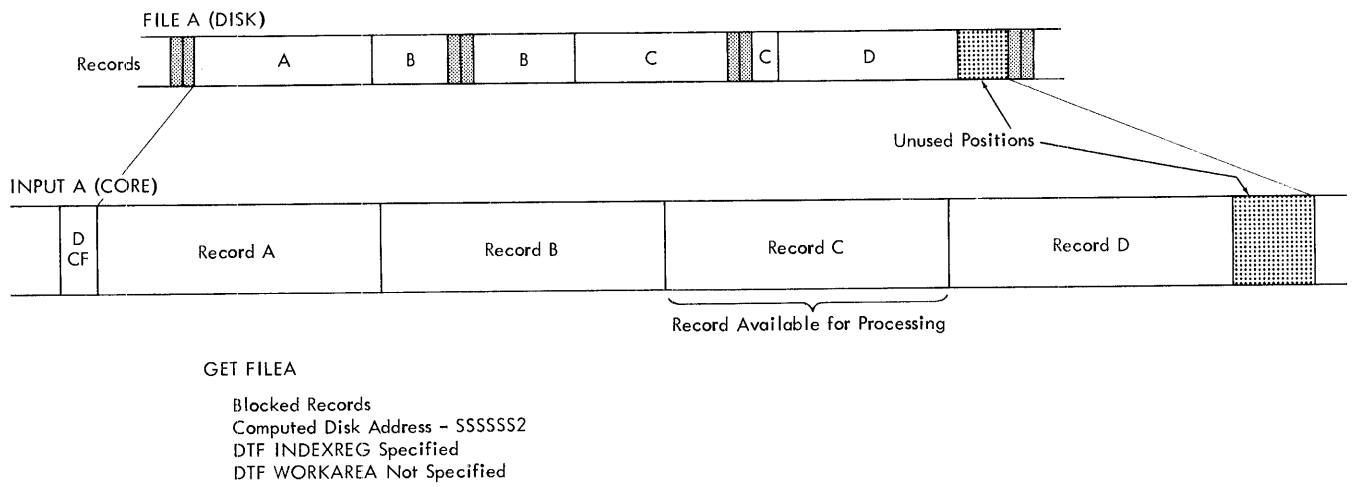 FILE A (DISK)
Records
A
B
B
C
C
D
Unused Positions
INPUT A (CORE)
D
CF
Record A
Record B
Record C
Record D
Record Available for Processing
GET FILEA
Blocked Records
Computed Disk Address – SSSSSS2
DTF INDEXREG Specified
DTF WORKAREA Not Specified